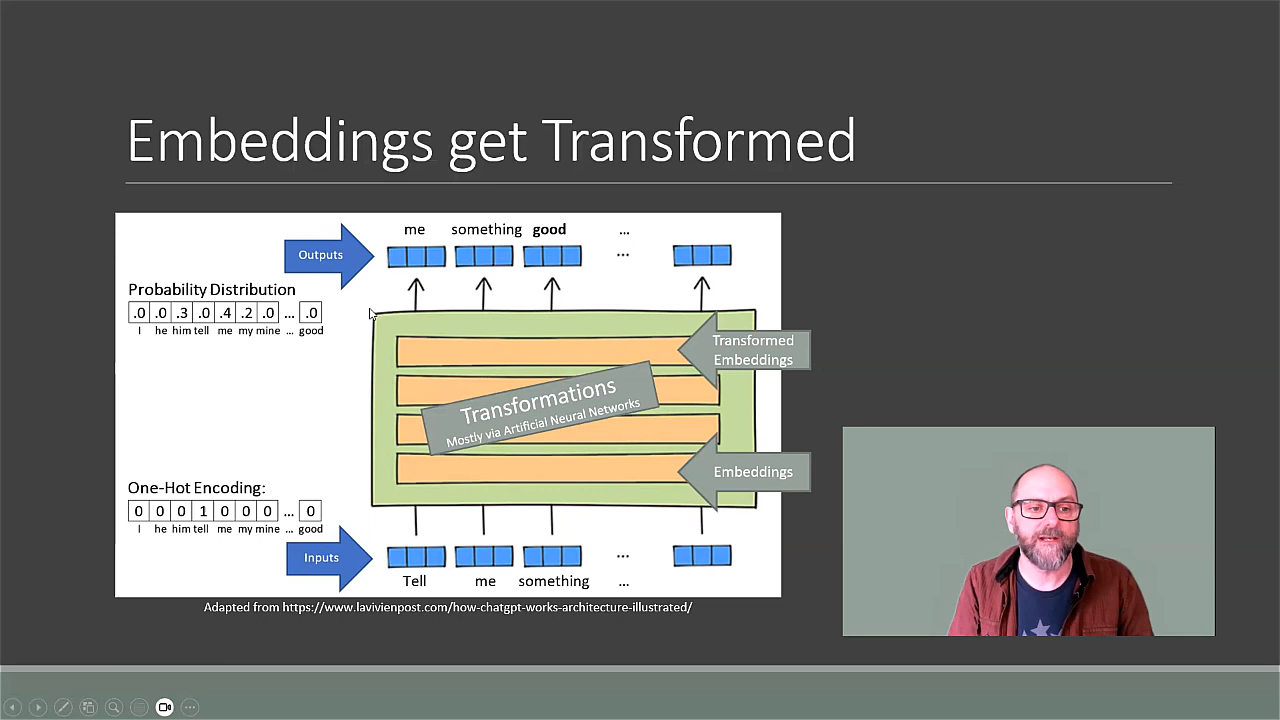 Embeddings get Transformed
me something good ...
Outputs
...
Probability Distribution
.0 .0 .3 .0 .4 .2 .0 ... .0
I he him tell me my mine ... good
Transformed
Embeddings
Transformations
Mostly via Artificial Neural Networks
Embeddings
One-Hot Encoding:
0 0 0 1 0 0 0 ... 0
I he him tell me my mine ... good
Inputs
...
Tell me something ...
Adapted from https://www.lavivienpost.com/how-chatgpt-works-architecture-illustrated/